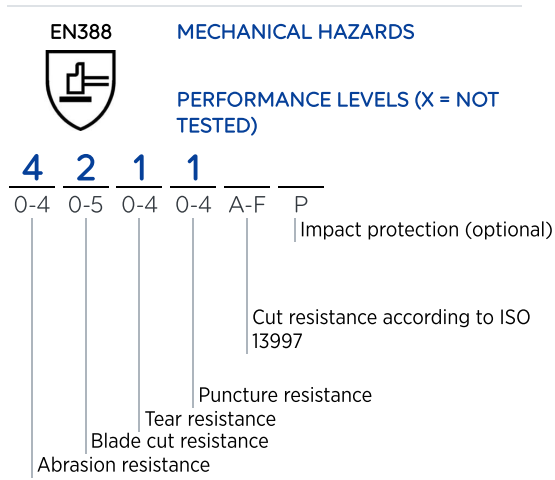 EN388
MECHANICAL HAZARDS
PERFORMANCE LEVELS (X = NOT
TESTED)
4 2 1 1
0-4 0-5 0-4 0-4 A-F P
Impact protection (optional)
Cut resistance according to ISO
13997
Puncture resistance
Tear resistance
Blade cut resistance
Abrasion resistance